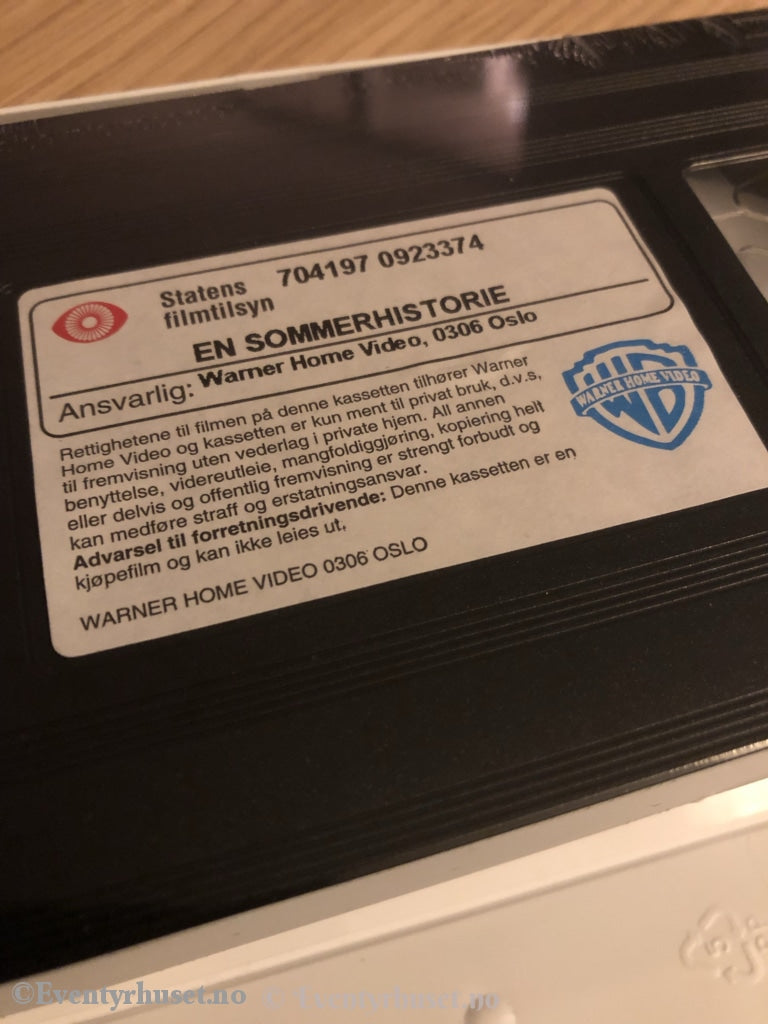 Statens
filmtilsyn
704197 0923374
EN SOMMERHISTORIE
Ansvarlig: Warner Home Video, 0306 Oslo
Rettighetene til filmen på denne kassetten tilhører Warner
Home Video og kassetten er kun ment til privat bruk, d.v.s,
til fremvisning uten vederlag i private hjem. All annen
benyttelse, videreutleie, mangfoldiggjøring, kopiering helt
eller delvis og offentlig fremvisning er strengt forbudt og
kan medføre straff og erstatningsansvar.
Advarsel til forretningsdrivende: Denne kassetten er en
kjøpefilm og kan ikke leies ut,
WARNER HOME VIDEO 0306 OSLO
WARNER HOME VIDEO
WB
5
PP
©Eventyrhuset.no
© Eventyrhuset.no